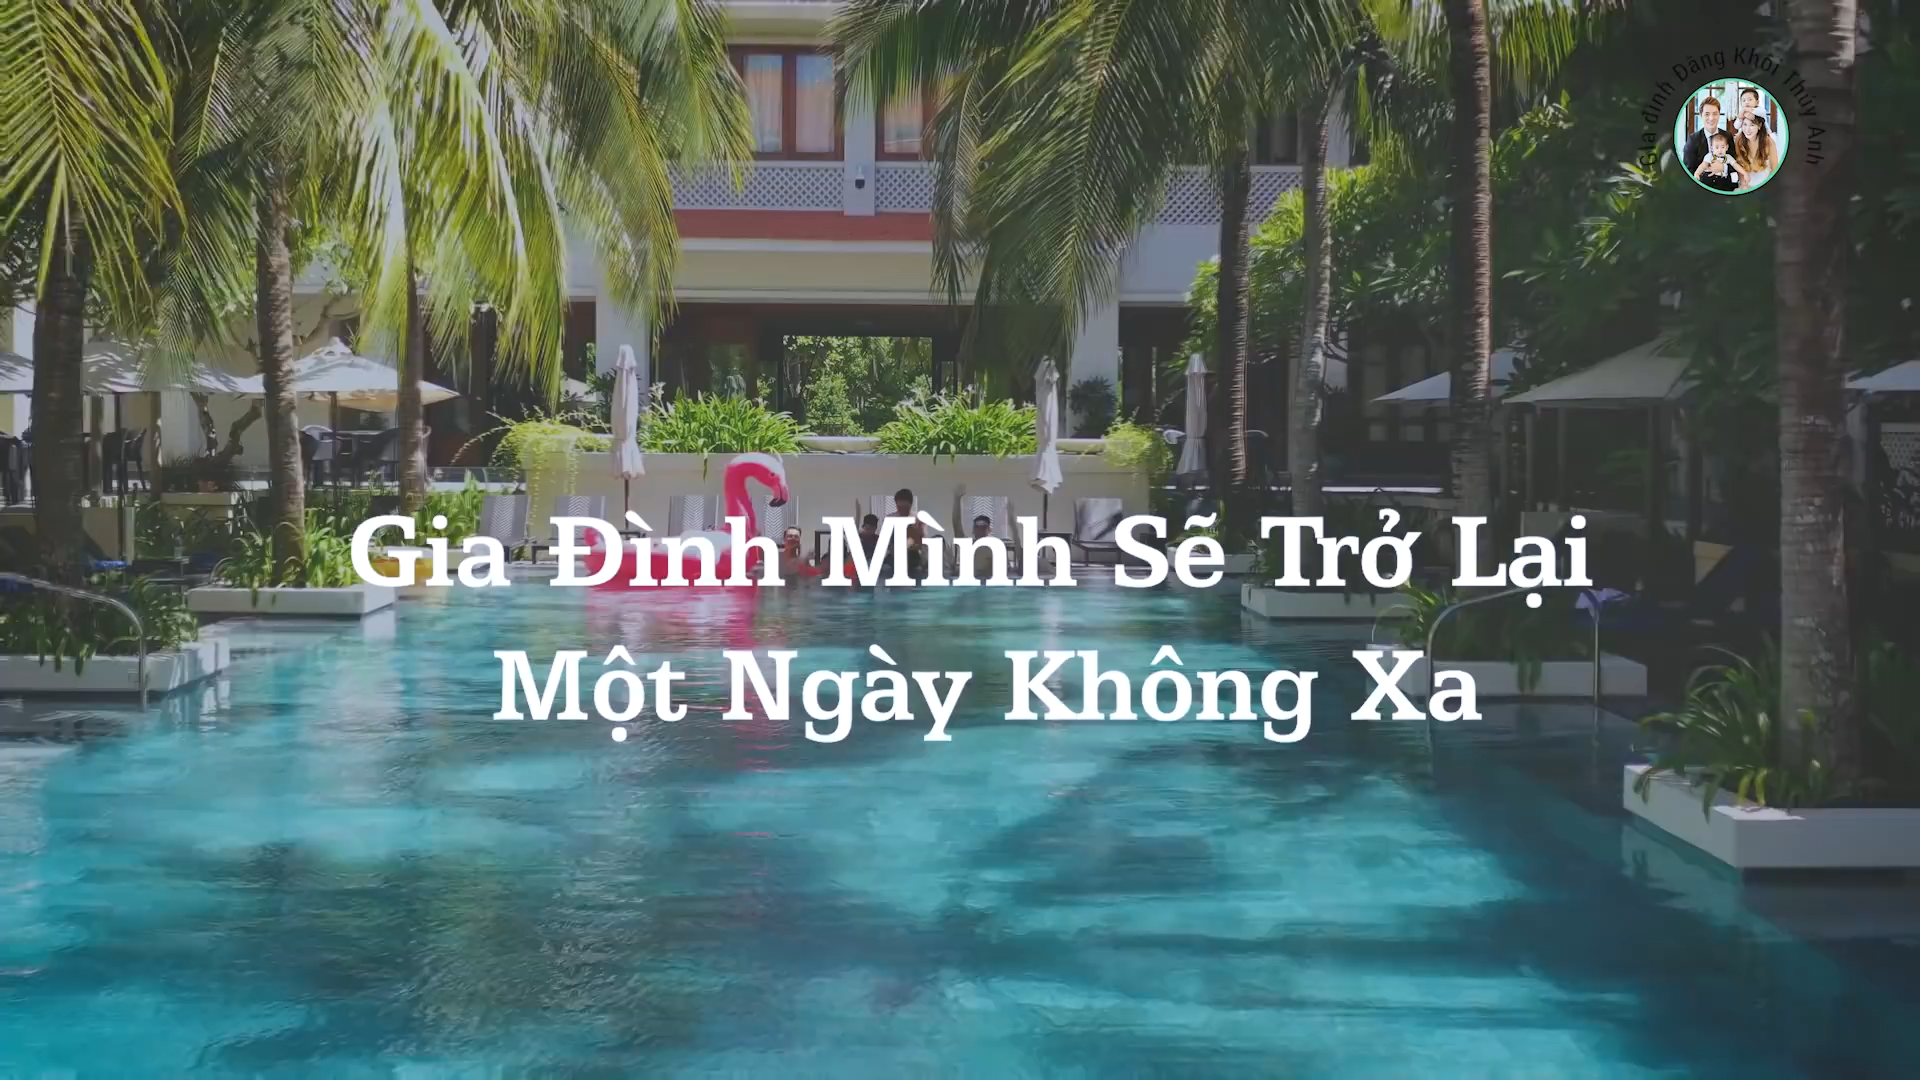 Gia đình Đăng Khôi Thủy Anh
Gia Đình Mình Sẽ Trở Lại
Một Ngày Không Xa